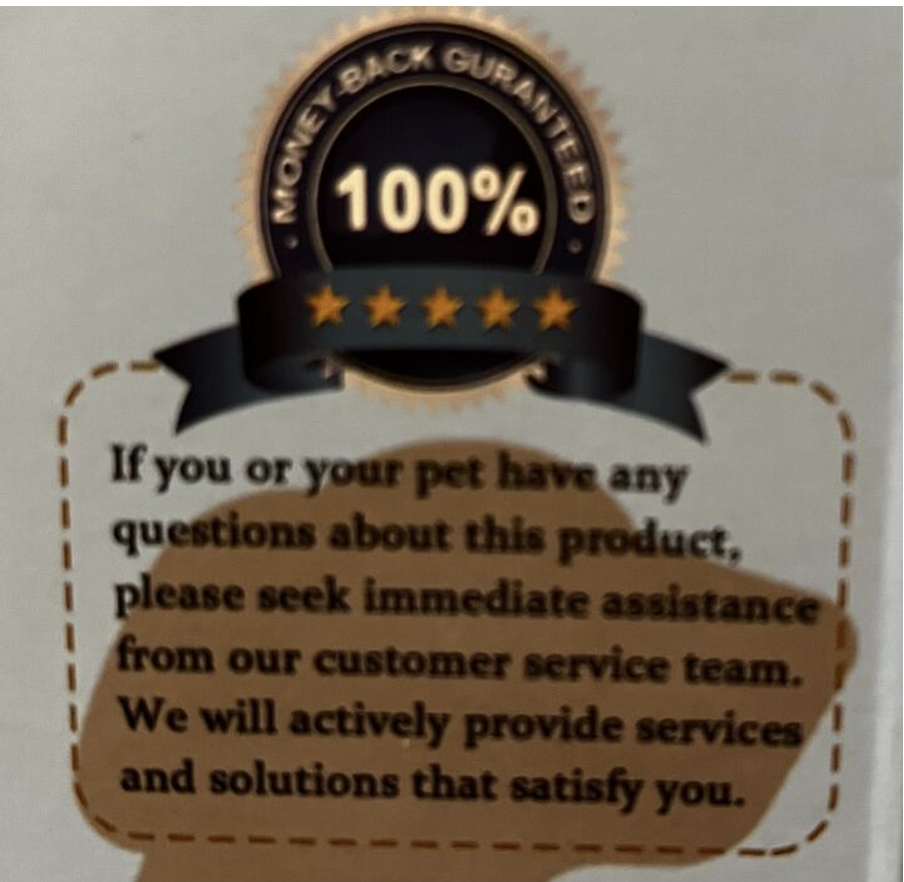 MONEY-BACK GURANTEED
100%
If you or your pet have any
questions about this product,
please seek immediate assistance
from our customer service team.
We will actively provide services
and solutions that satisfy you.